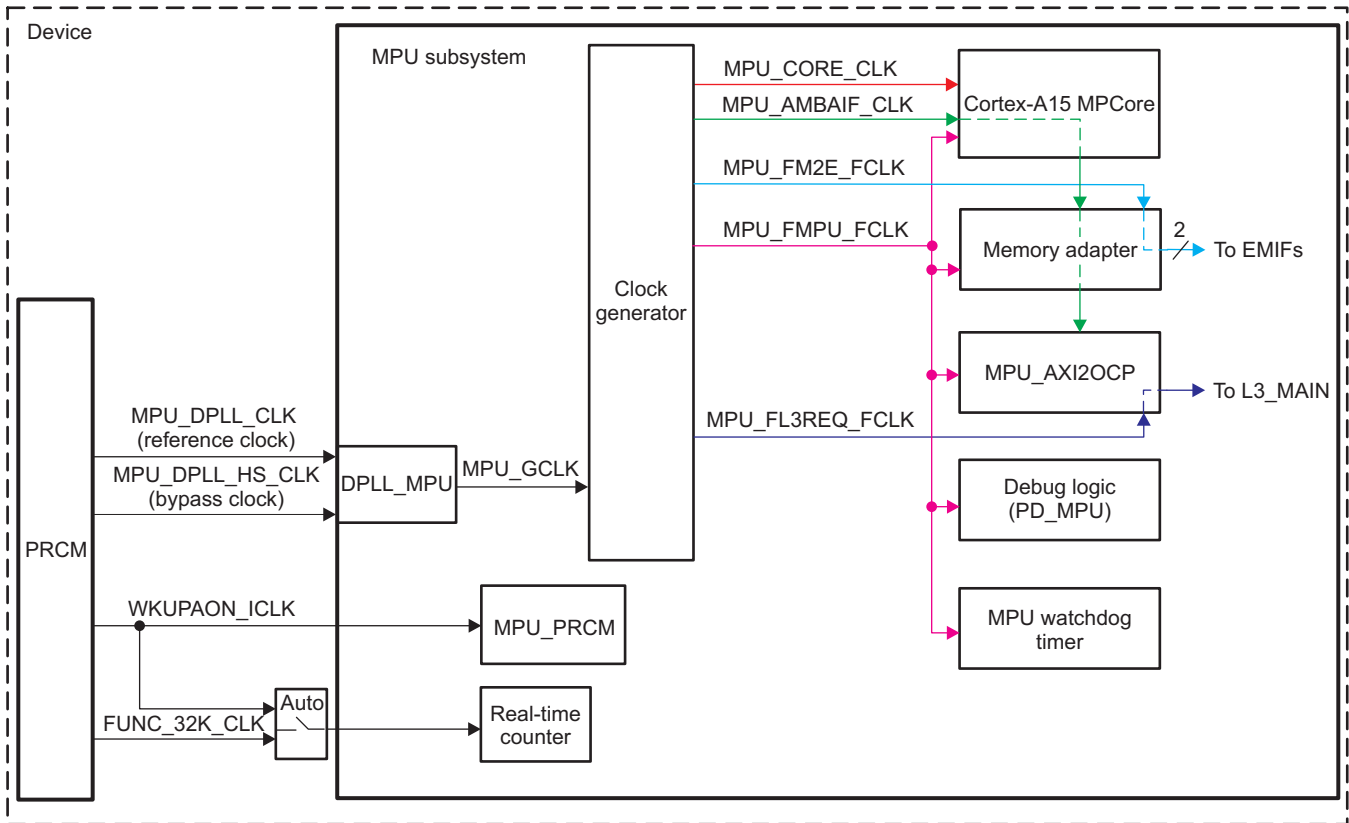 Device
MPU subsystem
MPU_CORE_CLK
MPU_AMBAIF_CLK
Cortex-A15 MPCore
MPU_FM2E_FCLK
MPU_FMPU_FCLK
Memory adapter
2
To EMIFs
Clock
generator
MPU_AXI2OCP
To L3_MAIN
MPU_FL3REQ_FCLK
MPU_DPLL_CLK
(reference clock)
MPU_DPLL_HS_CLK
(bypass clock)
DPLL_MPU
MPU_GCLK
Debug logic
(PD_MPU)
PRCM
WKUPAON_ICLK
MPU_PRCM
MPU watchdog
timer
FUNC_32K_CLK
Auto
Real-time
counter